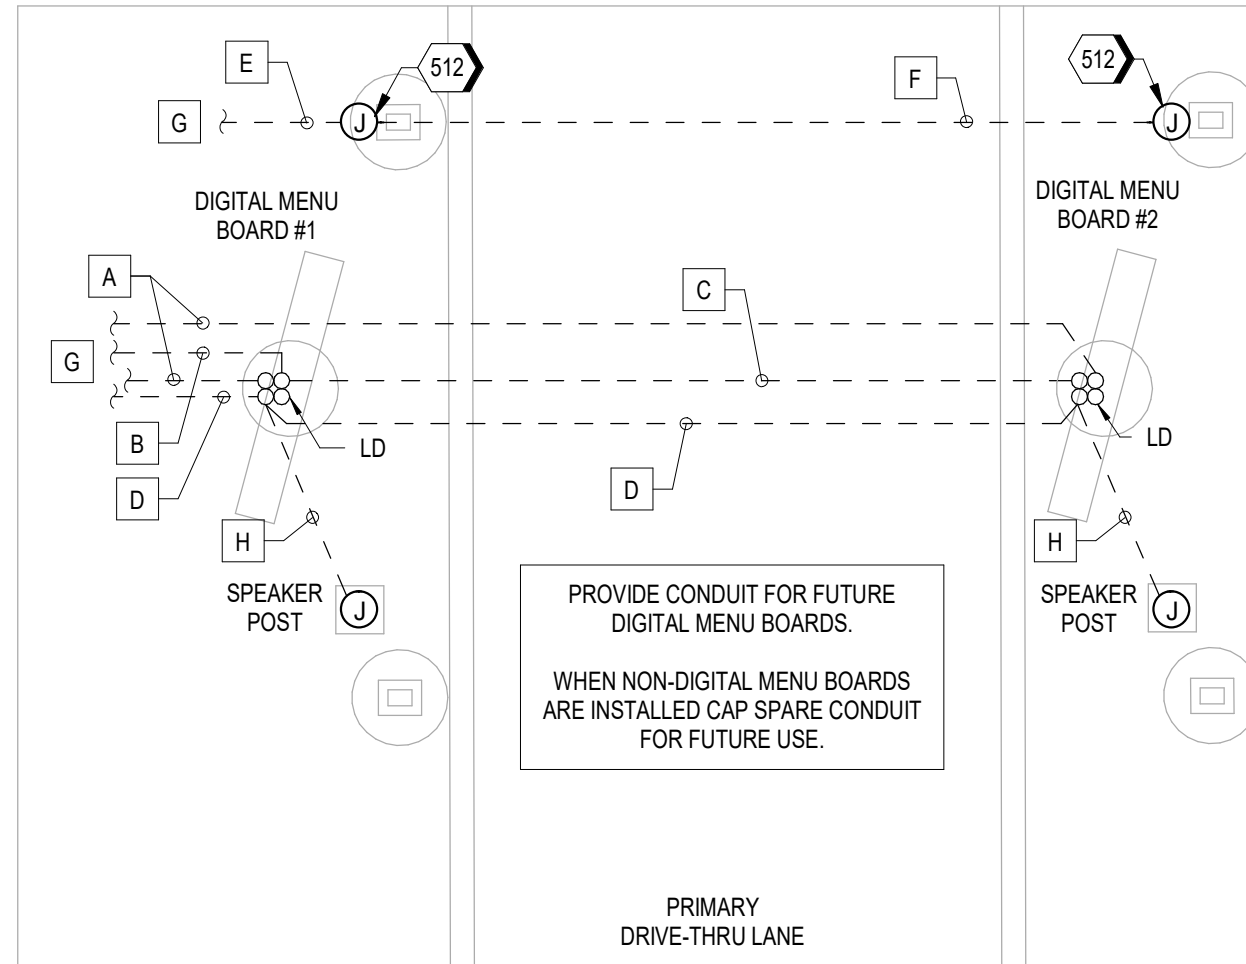 E
512
F
512
G
J
J
DIGITAL MENU
BOARD #1
DIGITAL MENU
BOARD #2
A
C
G
B
LD
LD
D
D
H
H
SPEAKER
POST
J
PROVIDE CONDUIT FOR FUTURE
DIGITAL MENU BOARDS.
WHEN NON-DIGITAL MENU BOARDS
ARE INSTALLED CAP SPARE CONDUIT
FOR FUTURE USE.
SPEAKER
POST
J
PRIMARY
DRIVE-THRU LANE